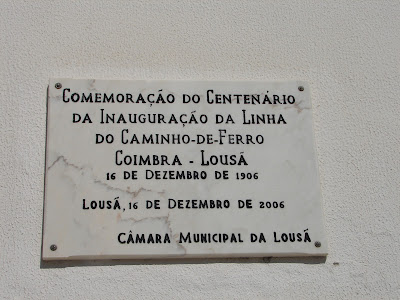 Comemoração do Centenário
da Inauguração da Linha
do Caminho-de-Ferro
Coimbra - Lousã
16 de Dezembro de 1906
Lousã, 16 de Dezembro de 2006
Câmara Municipal da Lousã